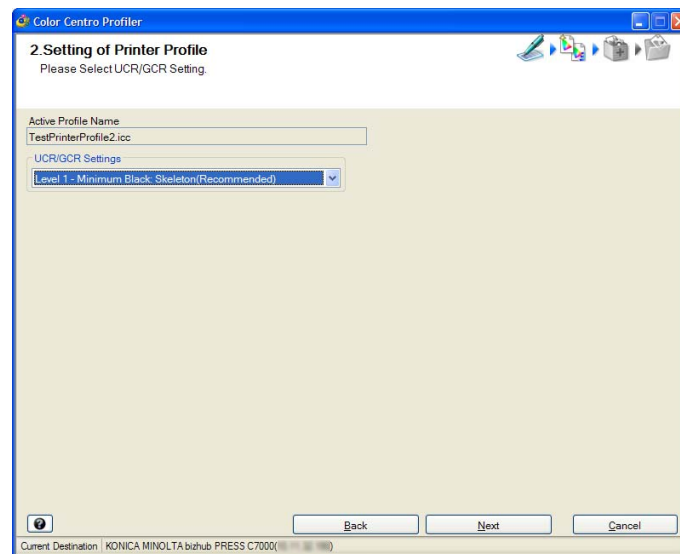 Color Centro Profiler
2.Setting of Printer Profile
Please Select UCR/GCR Setting.
Active Profile Name
TestPrinterProfile2.icc
UCR/GCR Settings
Level 1 - Minimum Black: Skeleton(Recommended)
Back Next Cancel
Current Destination KONICA MINOLTA bizhub PRESS C7000( )